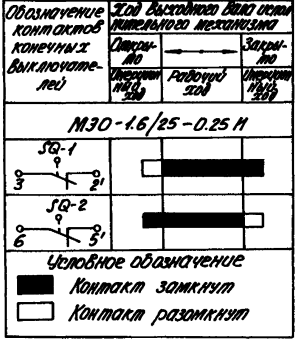 Обозначение
контактов
конечных
выключате-
лей
Ход выходного вала испол
нительного механизма
Откры-
то
Закры-
то
Инерцион
ный
ход
Рабочий
ход
Инерцион
ный
ход
МЭО-1.6/25-0.25 И
SQ-1
3
2'
SQ-2
6
5'
Условное обозначение
Контакт замкнут
Контакт разомкнут